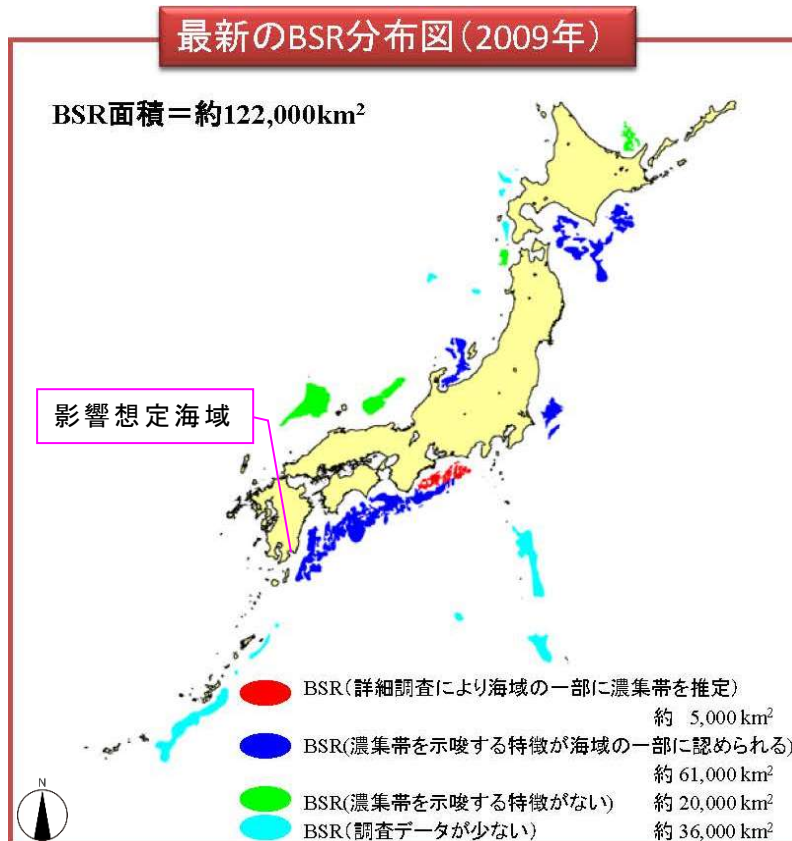 最新のBSR分布図(2009年)
BSR面積=約122,000km²
影響想定海域
BSR(詳細調査により海域の一部に濃集帯を推定)
約 5,000 km²
BSR(濃集帯を示唆する特徴が海域の一部に認められる)
約 61,000 km²
BSR(濃集帯を示唆する特徴がない) 約 20,000 km²
BSR(調査データが少ない) 約 36,000 km²
N